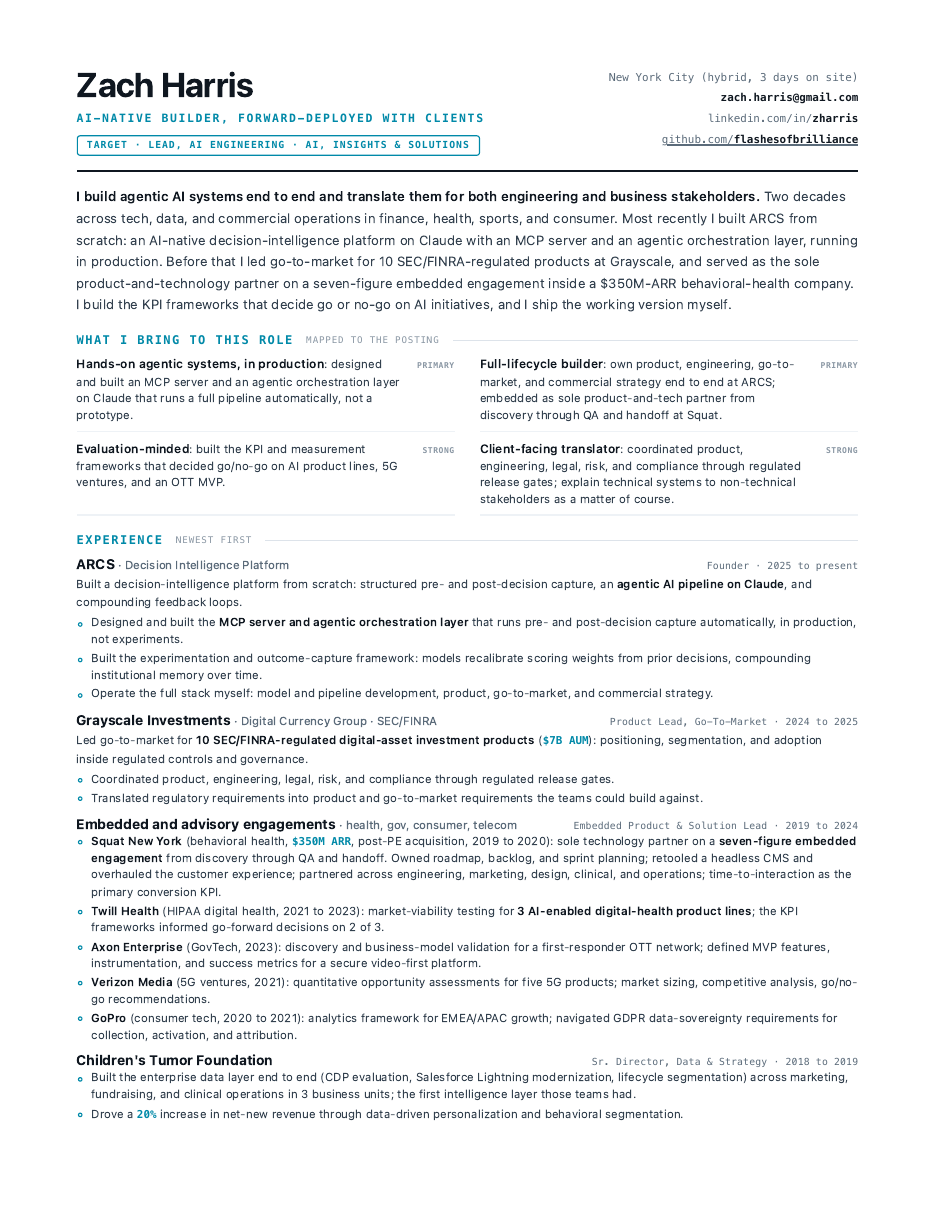 Zach Harris
AI-NATIVE BUILDER, FORWARD-DEPLOYED WITH CLIENTS
TARGET · LEAD, AI ENGINEERING · AI, INSIGHTS & SOLUTIONS
New York City (hybrid, 3 days on site)
zach.harris@gmail.com
linkedin.com/in/zharris
github.com/flashesofbrilliance
I build agentic AI systems end to end and translate them for both engineering and business stakeholders. Two decades
across tech, data, and commercial operations in finance, health, sports, and consumer. Most recently I built ARCS from
scratch: an AI-native decision-intelligence platform on Claude with an MCP server and an agentic orchestration layer, running
in production. Before that I led go-to-market for 10 SEC/FINRA-regulated products at Grayscale, and served as the sole
product-and-technology partner on a seven-figure embedded engagement inside a $350M-ARR behavioral-health company.
I build the KPI frameworks that decide go or no-go on AI initiatives, and I ship the working version myself.
WHAT I BRING TO THIS ROLE MAPPED TO THE POSTING
Hands-on agentic systems, in production: designed PRIMARY
and built an MCP server and an agentic orchestration layer
on Claude that runs a full pipeline automatically, not a
prototype.
Full-lifecycle builder: own product, engineering, go-to- PRIMARY
market, and commercial strategy end to end at ARCS;
embedded as sole product-and-tech partner from
discovery through QA and handoff at Squat.
Evaluation-minded: built the KPI and measurement STRONG
frameworks that decided go/no-go on AI product lines, 5G
ventures, and an OTT MVP.
Client-facing translator: coordinated product, STRONG
engineering, legal, risk, and compliance through regulated
release gates; explain technical systems to non-technical
stakeholders as a matter of course.
EXPERIENCE NEWEST FIRST
ARCS · Decision Intelligence Platform Founder · 2025 to present
Built a decision-intelligence platform from scratch: structured pre- and post-decision capture, an agentic AI pipeline on Claude, and
compounding feedback loops.
Designed and built the MCP server and agentic orchestration layer that runs pre- and post-decision capture automatically, in production,
not experiments.
Built the experimentation and outcome-capture framework: models recalibrate scoring weights from prior decisions, compounding
institutional memory over time.
Operate the full stack myself: model and pipeline development, product, go-to-market, and commercial strategy.
Grayscale Investments · Digital Currency Group · SEC/FINRA Product Lead, Go-To-Market · 2024 to 2025
Led go-to-market for 10 SEC/FINRA-regulated digital-asset investment products ($7B AUM): positioning, segmentation, and adoption
inside regulated controls and governance.
Coordinated product, engineering, legal, risk, and compliance through regulated release gates.
Translated regulatory requirements into product and go-to-market requirements the teams could build against.
Embedded and advisory engagements · health, gov, consumer, telecom Embedded Product & Solution Lead · 2019 to 2024
Squat New York (behavioral health, $350M ARR, post-PE acquisition, 2019 to 2020): sole technology partner on a seven-figure embedded
engagement from discovery through QA and handoff. Owned roadmap, backlog, and sprint planning; retooled a headless CMS and
overhauled the customer experience; partnered across engineering, marketing, design, clinical, and operations; time-to-interaction as the
primary conversion KPI.
Twill Health (HIPAA digital health, 2021 to 2023): market-viability testing for 3 AI-enabled digital-health product lines; the KPI
frameworks informed go-forward decisions on 2 of 3.
Axon Enterprise (GovTech, 2023): discovery and business-model validation for a first-responder OTT network; defined MVP features,
instrumentation, and success metrics for a secure video-first platform.
Verizon Media (5G ventures, 2021): quantitative opportunity assessments for five 5G products; market sizing, competitive analysis, go/no-
go recommendations.
GoPro (consumer tech, 2020 to 2021): analytics framework for EMEA/APAC growth; navigated GDPR data-sovereignty requirements for
collection, activation, and attribution.
Children's Tumor Foundation Sr. Director, Data & Strategy · 2018 to 2019
Built the enterprise data layer end to end (CDP evaluation, Salesforce Lightning modernization, lifecycle segmentation) across marketing,
fundraising, and clinical operations in 3 business units; the first intelligence layer those teams had.
Drove a 20% increase in net-new revenue through data-driven personalization and behavioral segmentation.